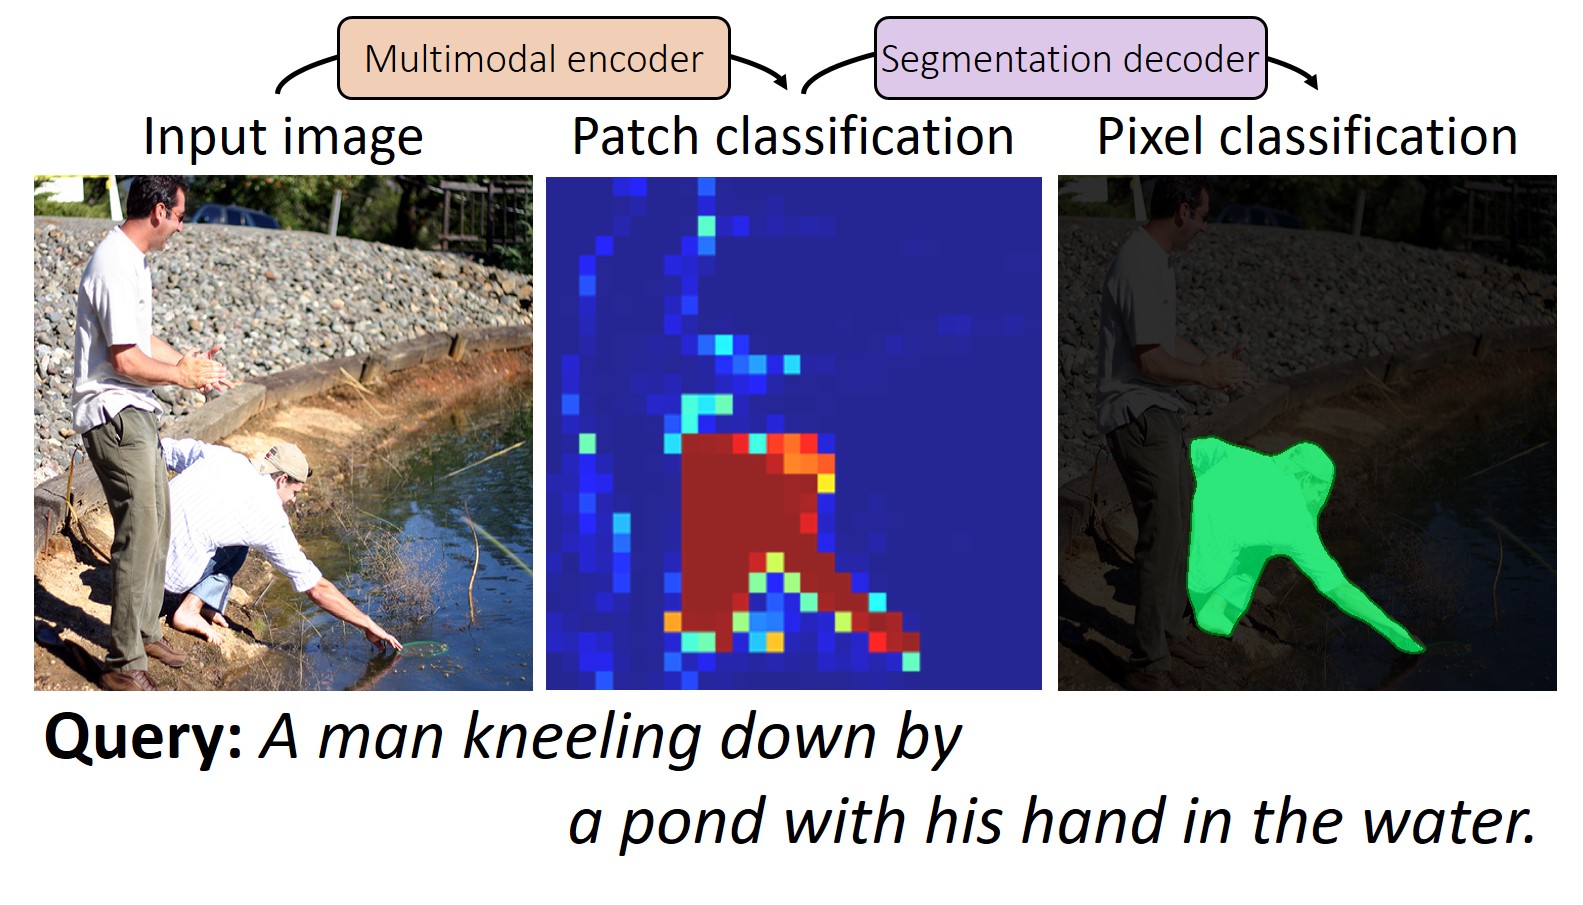 Multimodal encoder
Segmentation decoder
Input image
Patch classification
Pixel classification
Query: A man kneeling down by
a pond with his hand in the water.